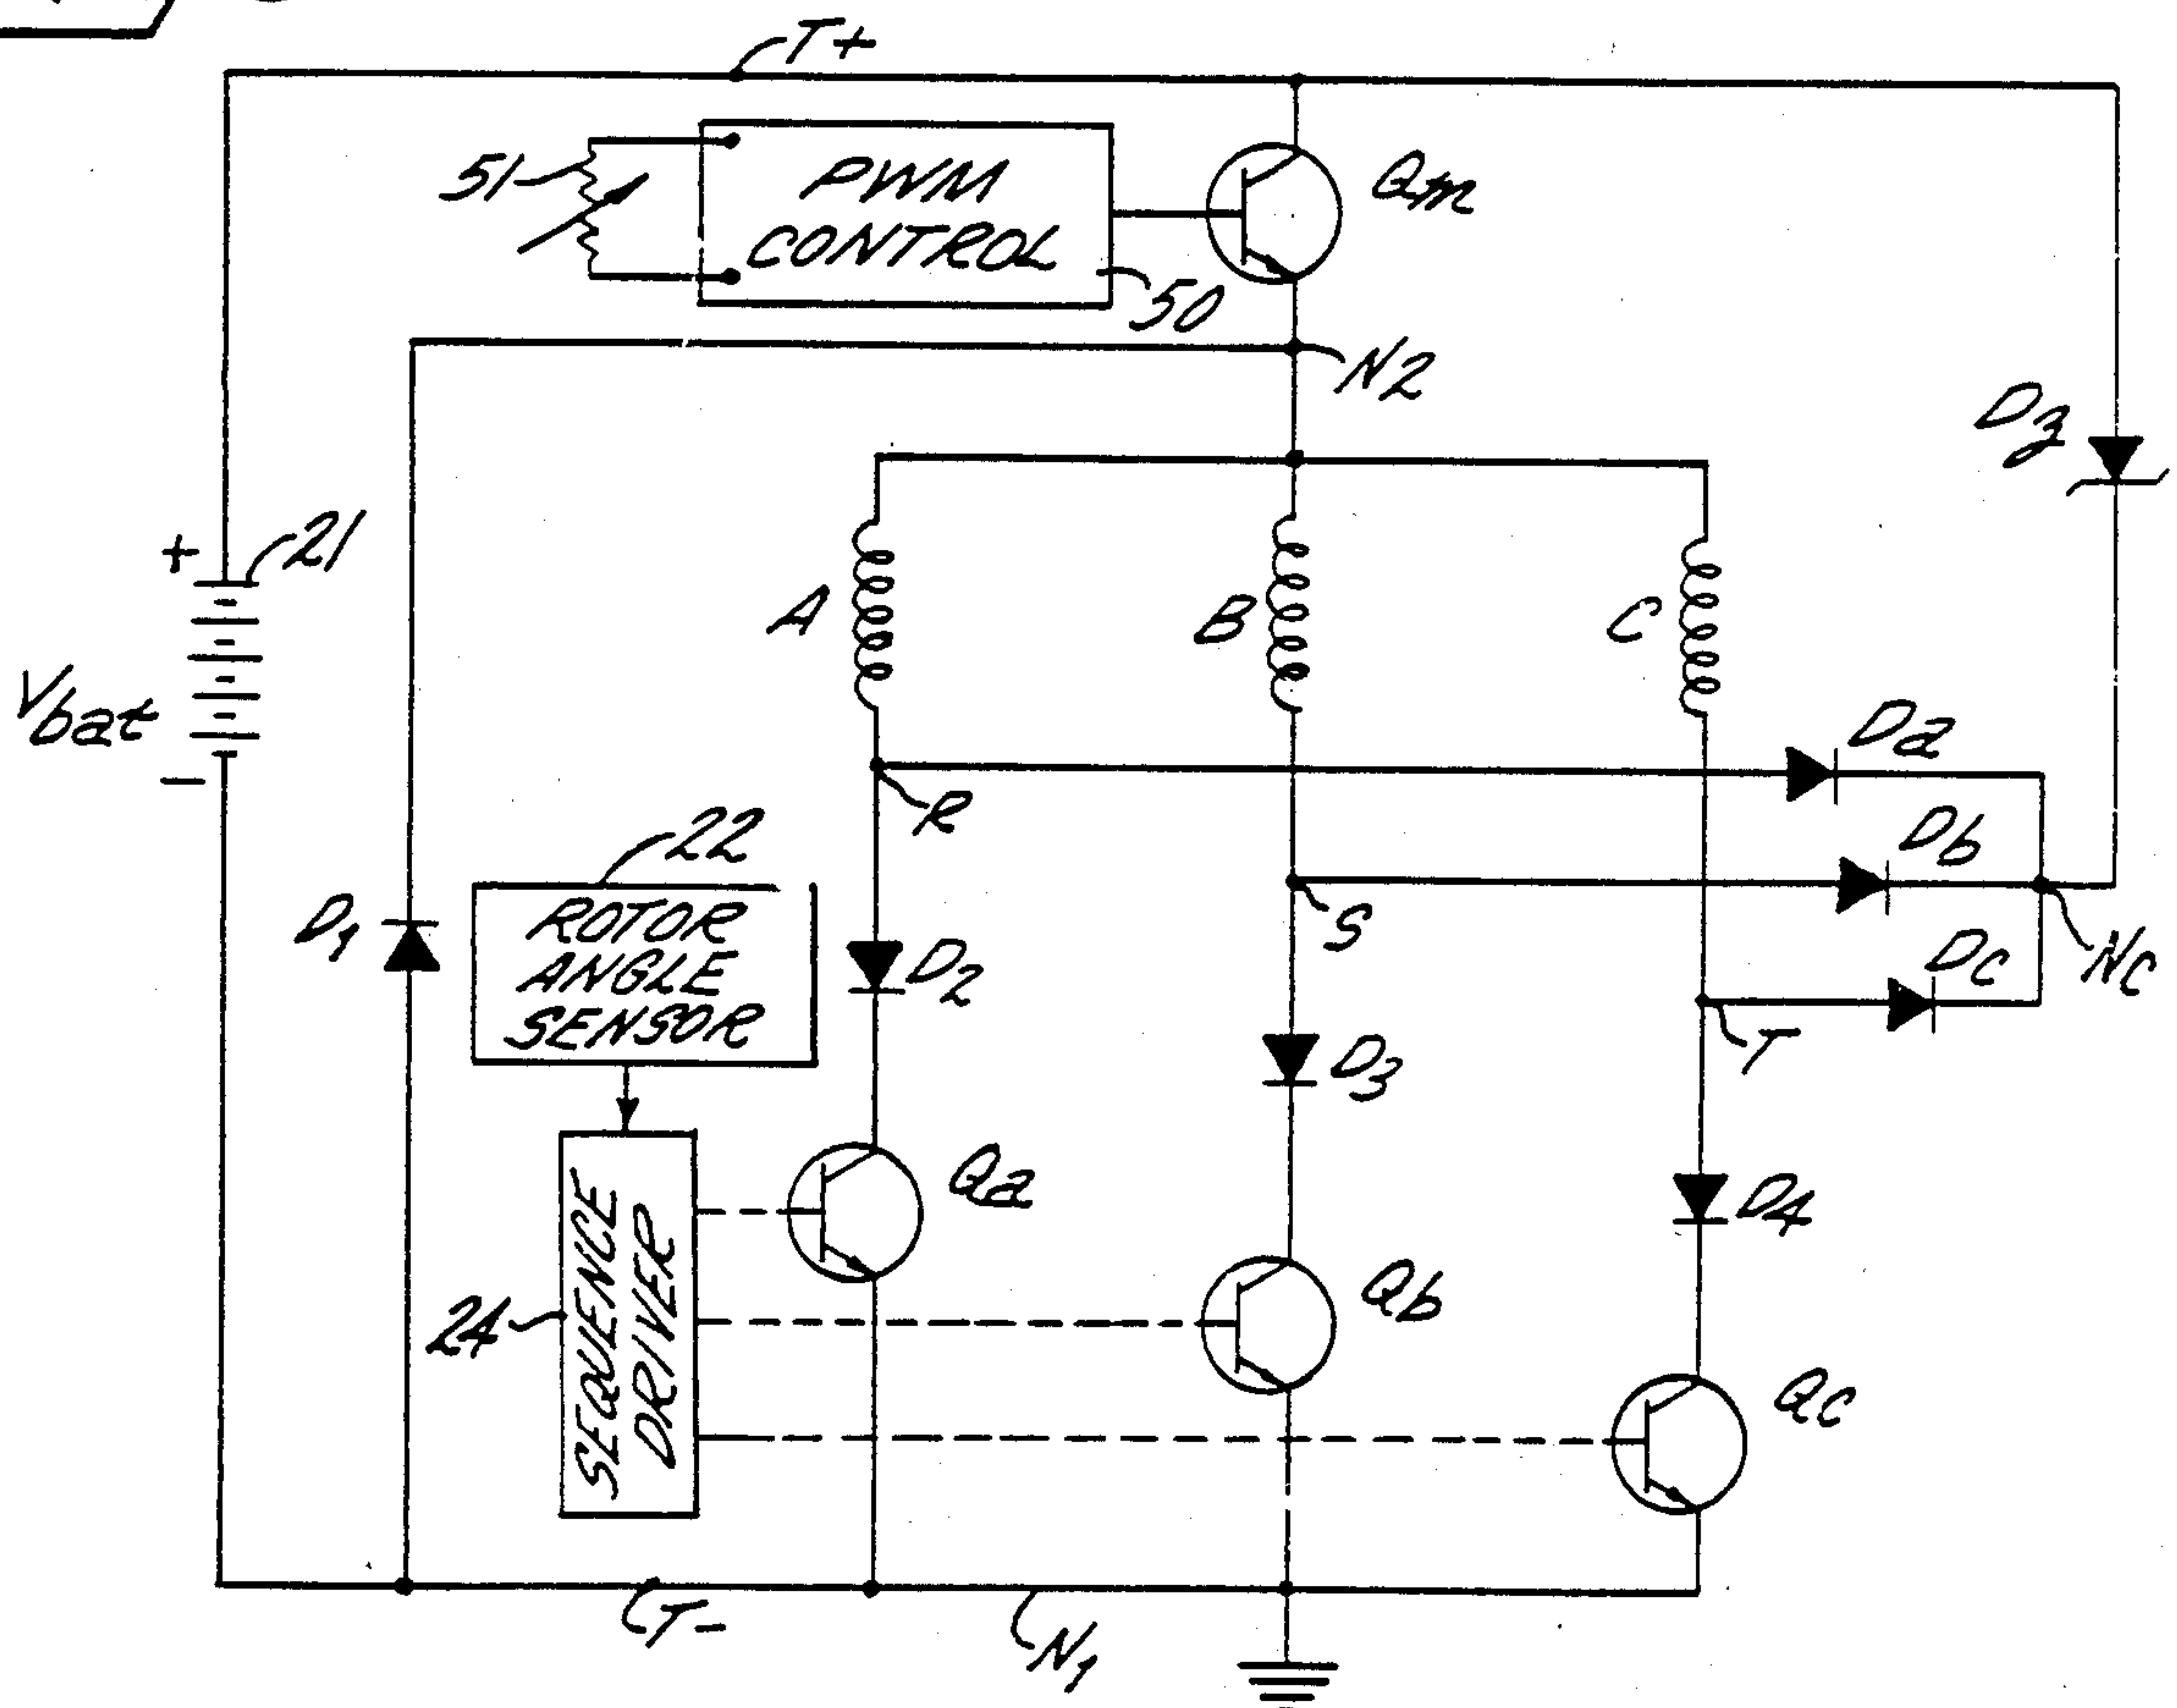 T+
51
PWM
CONTROL
50
Qm
N2
Dz
+
21
Vbat
−
A
B
C
Da
Db
Dc
Nc
R
S
T
22
ROTOR
ANGLE
SENSOR
D1
D2
D3
D4
24
SEQUENCE
DRIVER
Qa
Qb
Qc
T−
N1